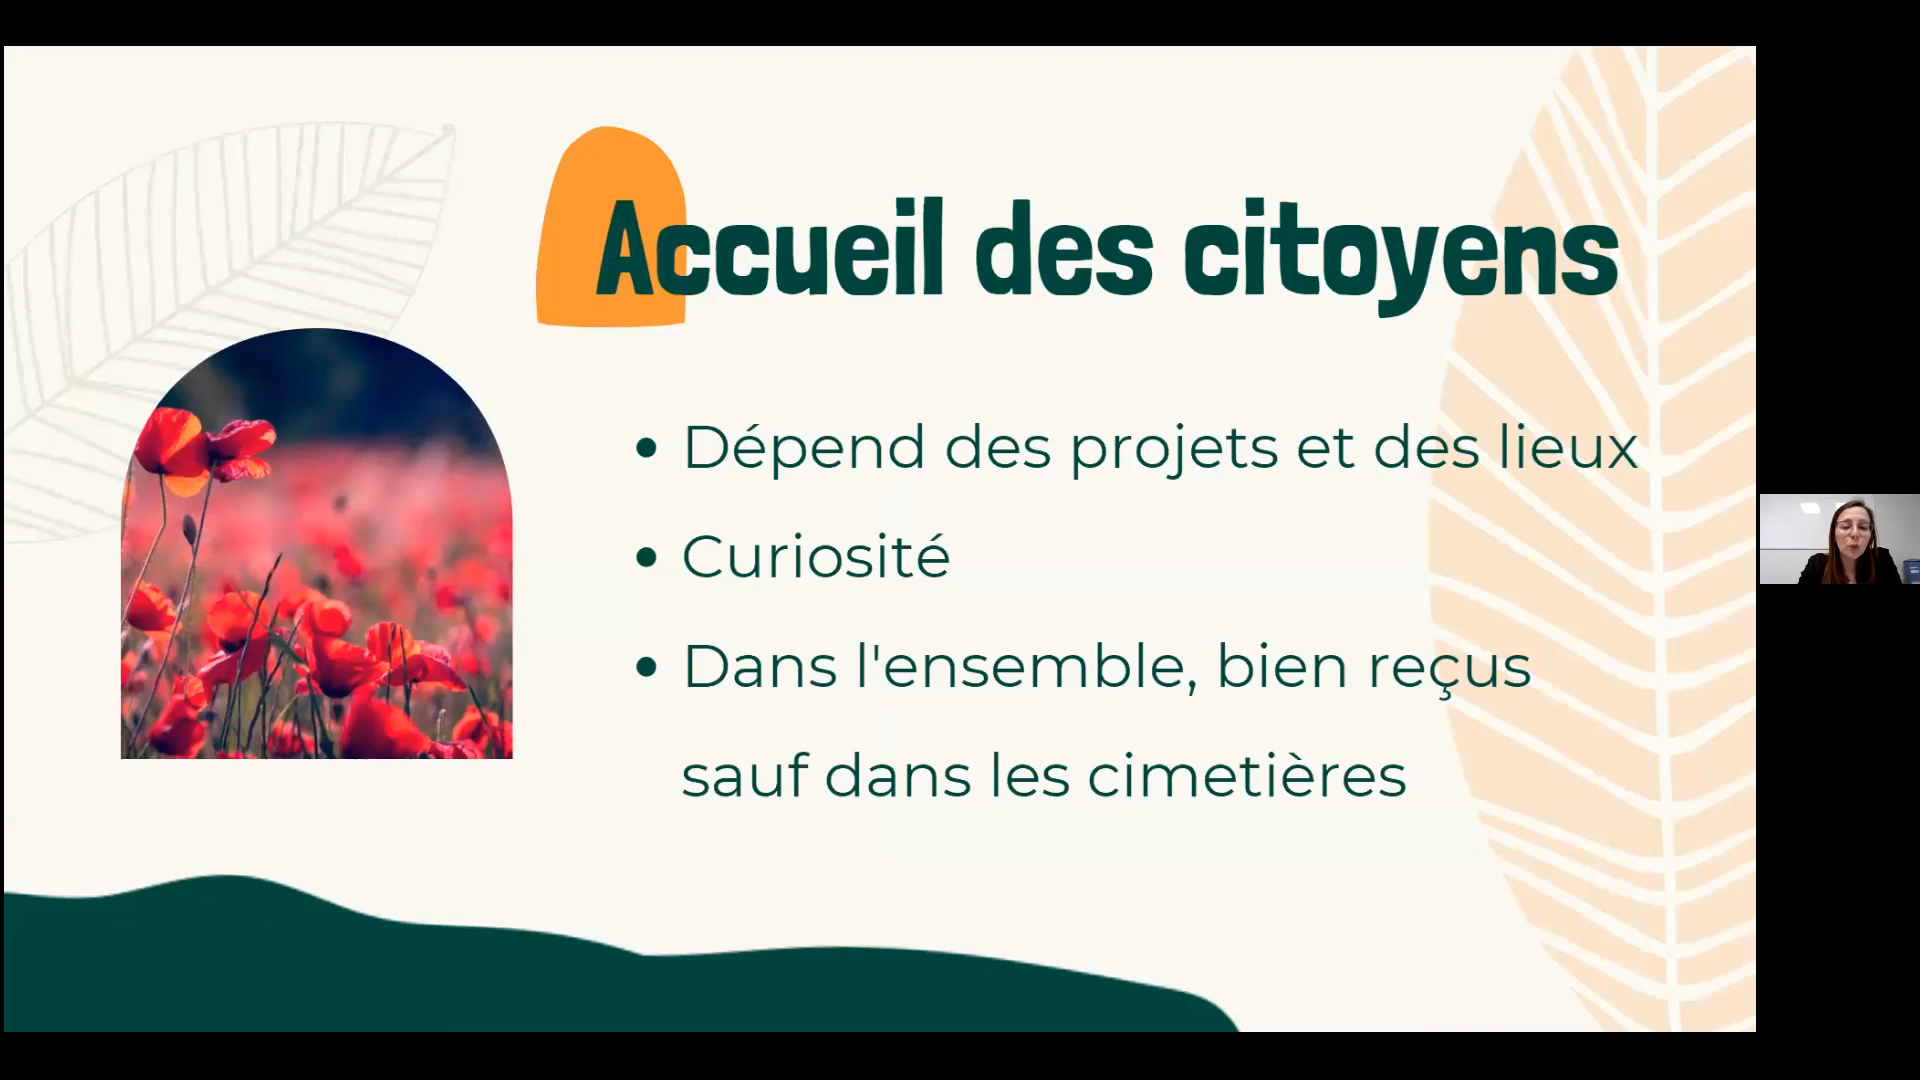 Accueil des citoyens
• Dépend des projets et des lieux
• Curiosité
• Dans l'ensemble, bien reçus
sauf dans les cimetières